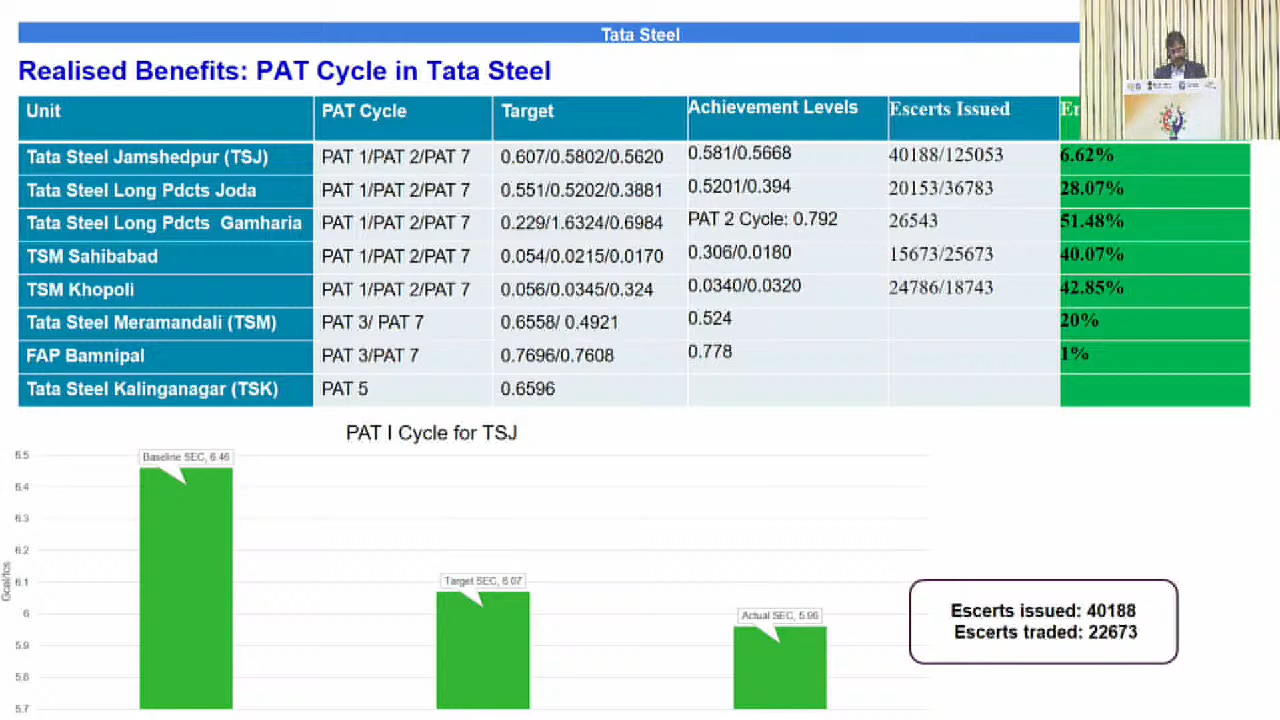 Tata Steel
Realised Benefits: PAT Cycle in Tata Steel
Unit PAT Cycle Target Achievement Levels Escerts Issued
Tata Steel Jamshedpur (TSJ) PAT 1/PAT 2/PAT 7 0.607/0.5802/0.5620 0.581/0.5668 40188/125053 6.62%
Tata Steel Long Pdcts Joda PAT 1/PAT 2/PAT 7 0.551/0.5202/0.3881 0.5201/0.394 20153/36783 28.07%
Tata Steel Long Pdcts Gamharia PAT 1/PAT 2/PAT 7 0.229/1.6324/0.6984 PAT 2 Cycle: 0.792 26543 51.48%
TSM Sahibabad PAT 1/PAT 2/PAT 7 0.054/0.0215/0.0170 0.306/0.0180 15673/25673 40.07%
TSM Khopoli PAT 1/PAT 2/PAT 7 0.056/0.0345/0.324 0.0340/0.0320 24786/18743 42.85%
Tata Steel Meramandali (TSM) PAT 3/ PAT 7 0.6558/ 0.4921 0.524 20%
FAP Bamnipal PAT 3/PAT 7 0.7696/0.7608 0.778 1%
Tata Steel Kalinganagar (TSK) PAT 5 0.6596
PAT I Cycle for TSJ
6.5
6.4
6.3
6.2
6.1
6
5.9
5.8
5.7
Gcal/tcs
Baseline SEC, 6.46
Target SEC, 6.07
Actual SEC, 5.96
Escerts issued: 40188
Escerts traded: 22673